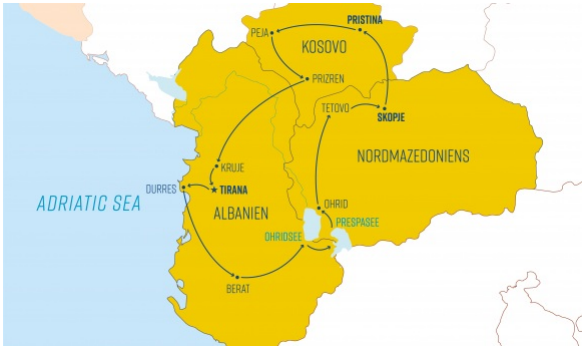 PRISTINA
PEJA
KOSOVO
PRIZREN
TETOVO
SKOPJE
NORDMAZEDONIENS
KRUJE
DURRES
TIRANA
ADRIATIC SEA
ALBANIEN
OHRID
PRESPASEE
OHRIDSEE
BERAT